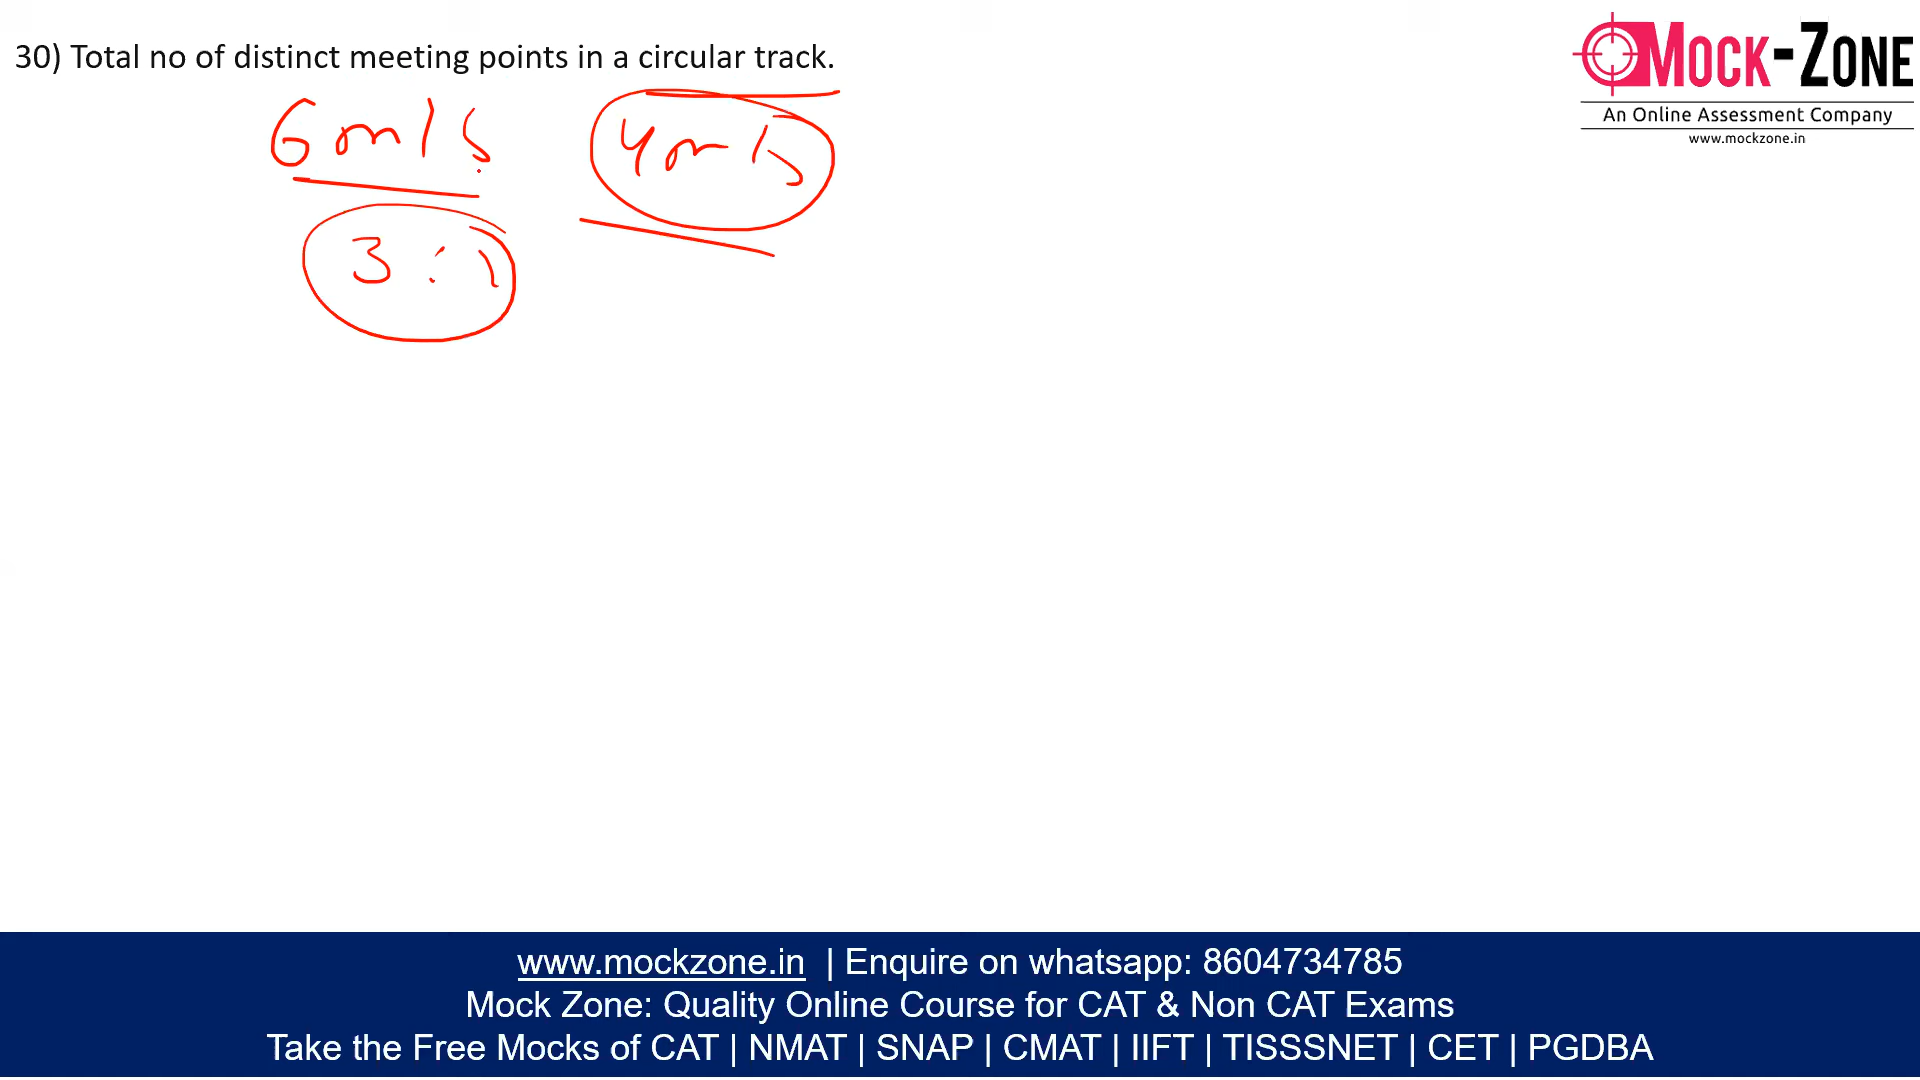 30) Total no of distinct meeting points in a circular track.
MOCK-ZONE
An Online Assessment Company
www.mockzone.in
6m/s 4m/s
3 : 1
www.mockzone.in | Enquire on whatsapp: 8604734785
Mock Zone: Quality Online Course for CAT & Non CAT Exams
Take the Free Mocks of CAT | NMAT | SNAP | CMAT | IIFT | TISSSNET | CET | PGDBA